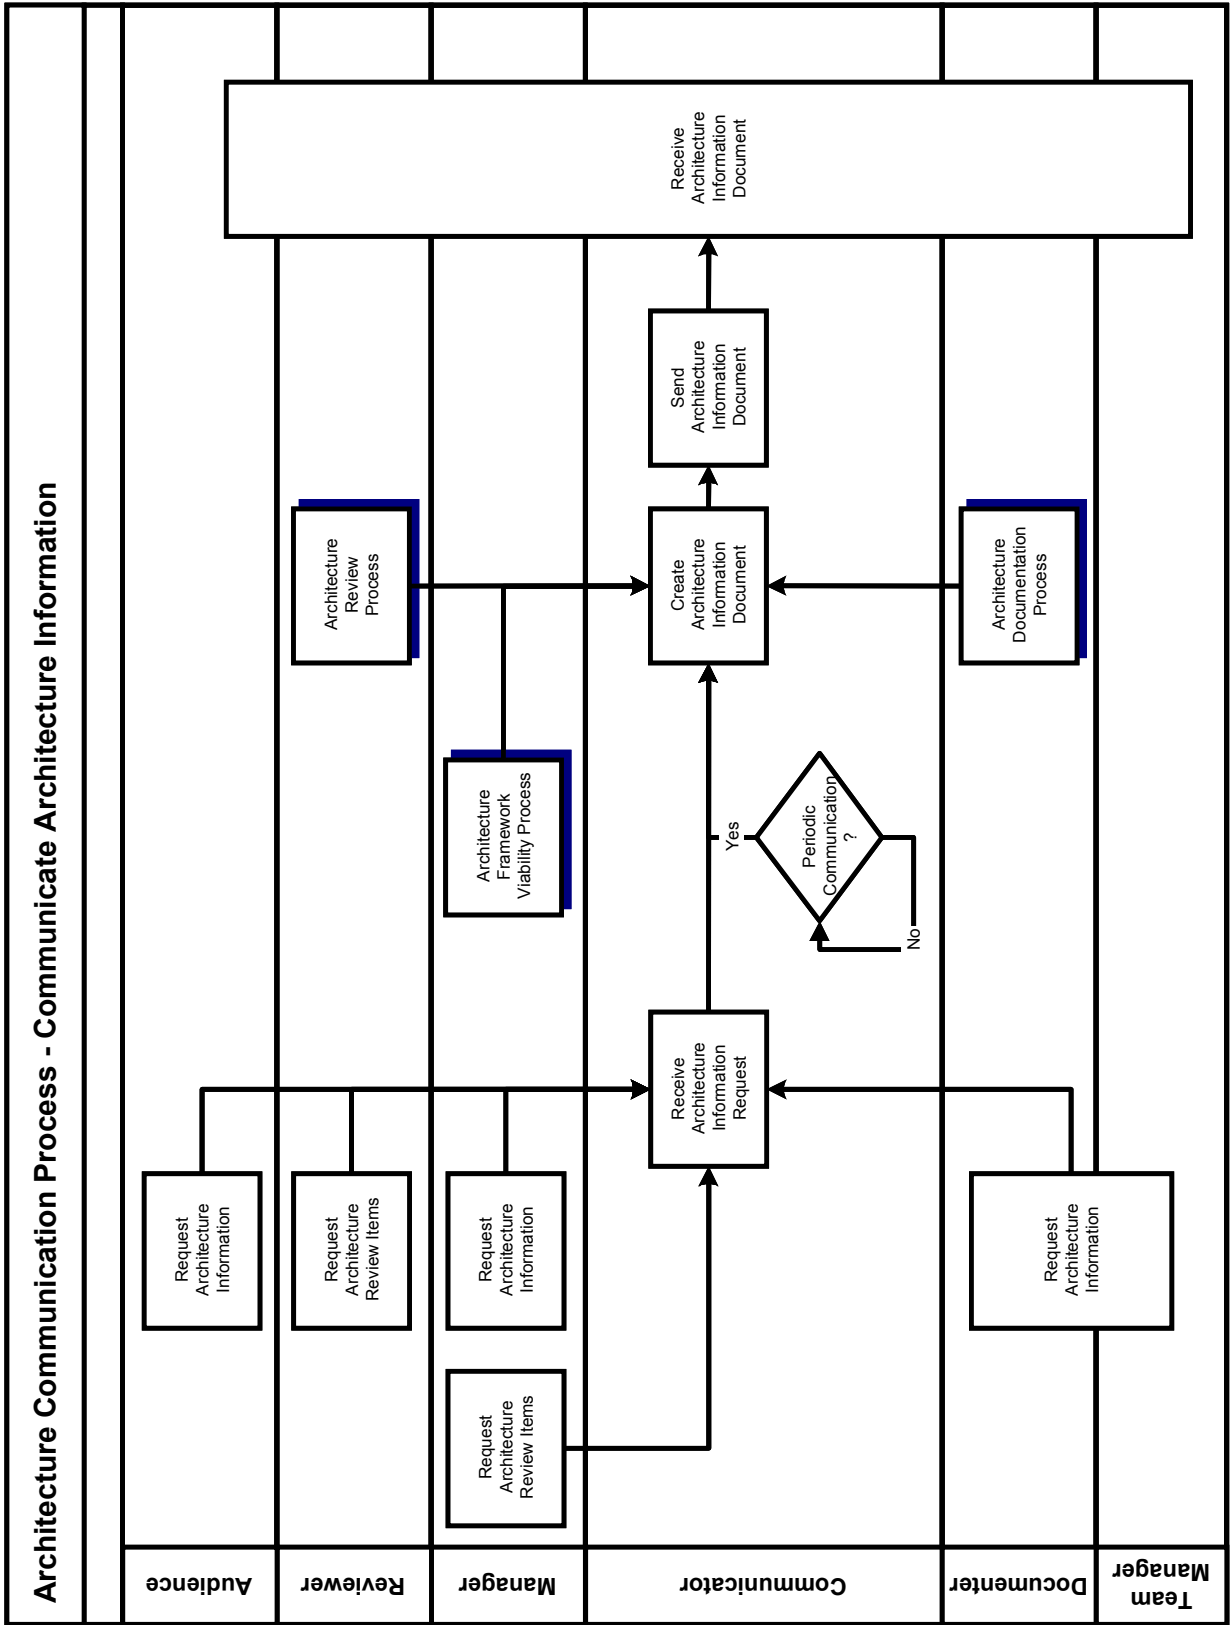 Architecture Communication Process - Communicate Architecture Information
Audience
Request
Architecture
Information
Reviewer
Request
Architecture
Review Items
Architecture
Review
Process
Manager
Request
Architecture
Review Items
Request
Architecture
Information
Architecture
Framework
Viability Process
Communicator
Receive
Architecture
Information
Request
Periodic
Communication
?
Yes
No
Create
Architecture
Information
Document
Send
Architecture
Information
Document
Receive
Architecture
Information
Document
Documenter
Architecture
Documentation
Process
Team
Manager
Request
Architecture
Information